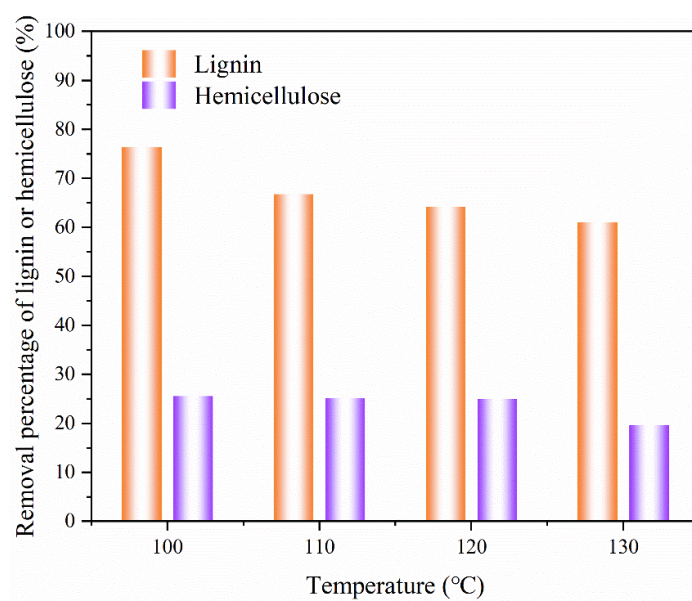 Removal percentage of lignin or hemicellulose (%)
100
90
80
70
60
50
40
30
20
10
0
Lignin
Hemicellulose
100 110 120 130
Temperature (℃)